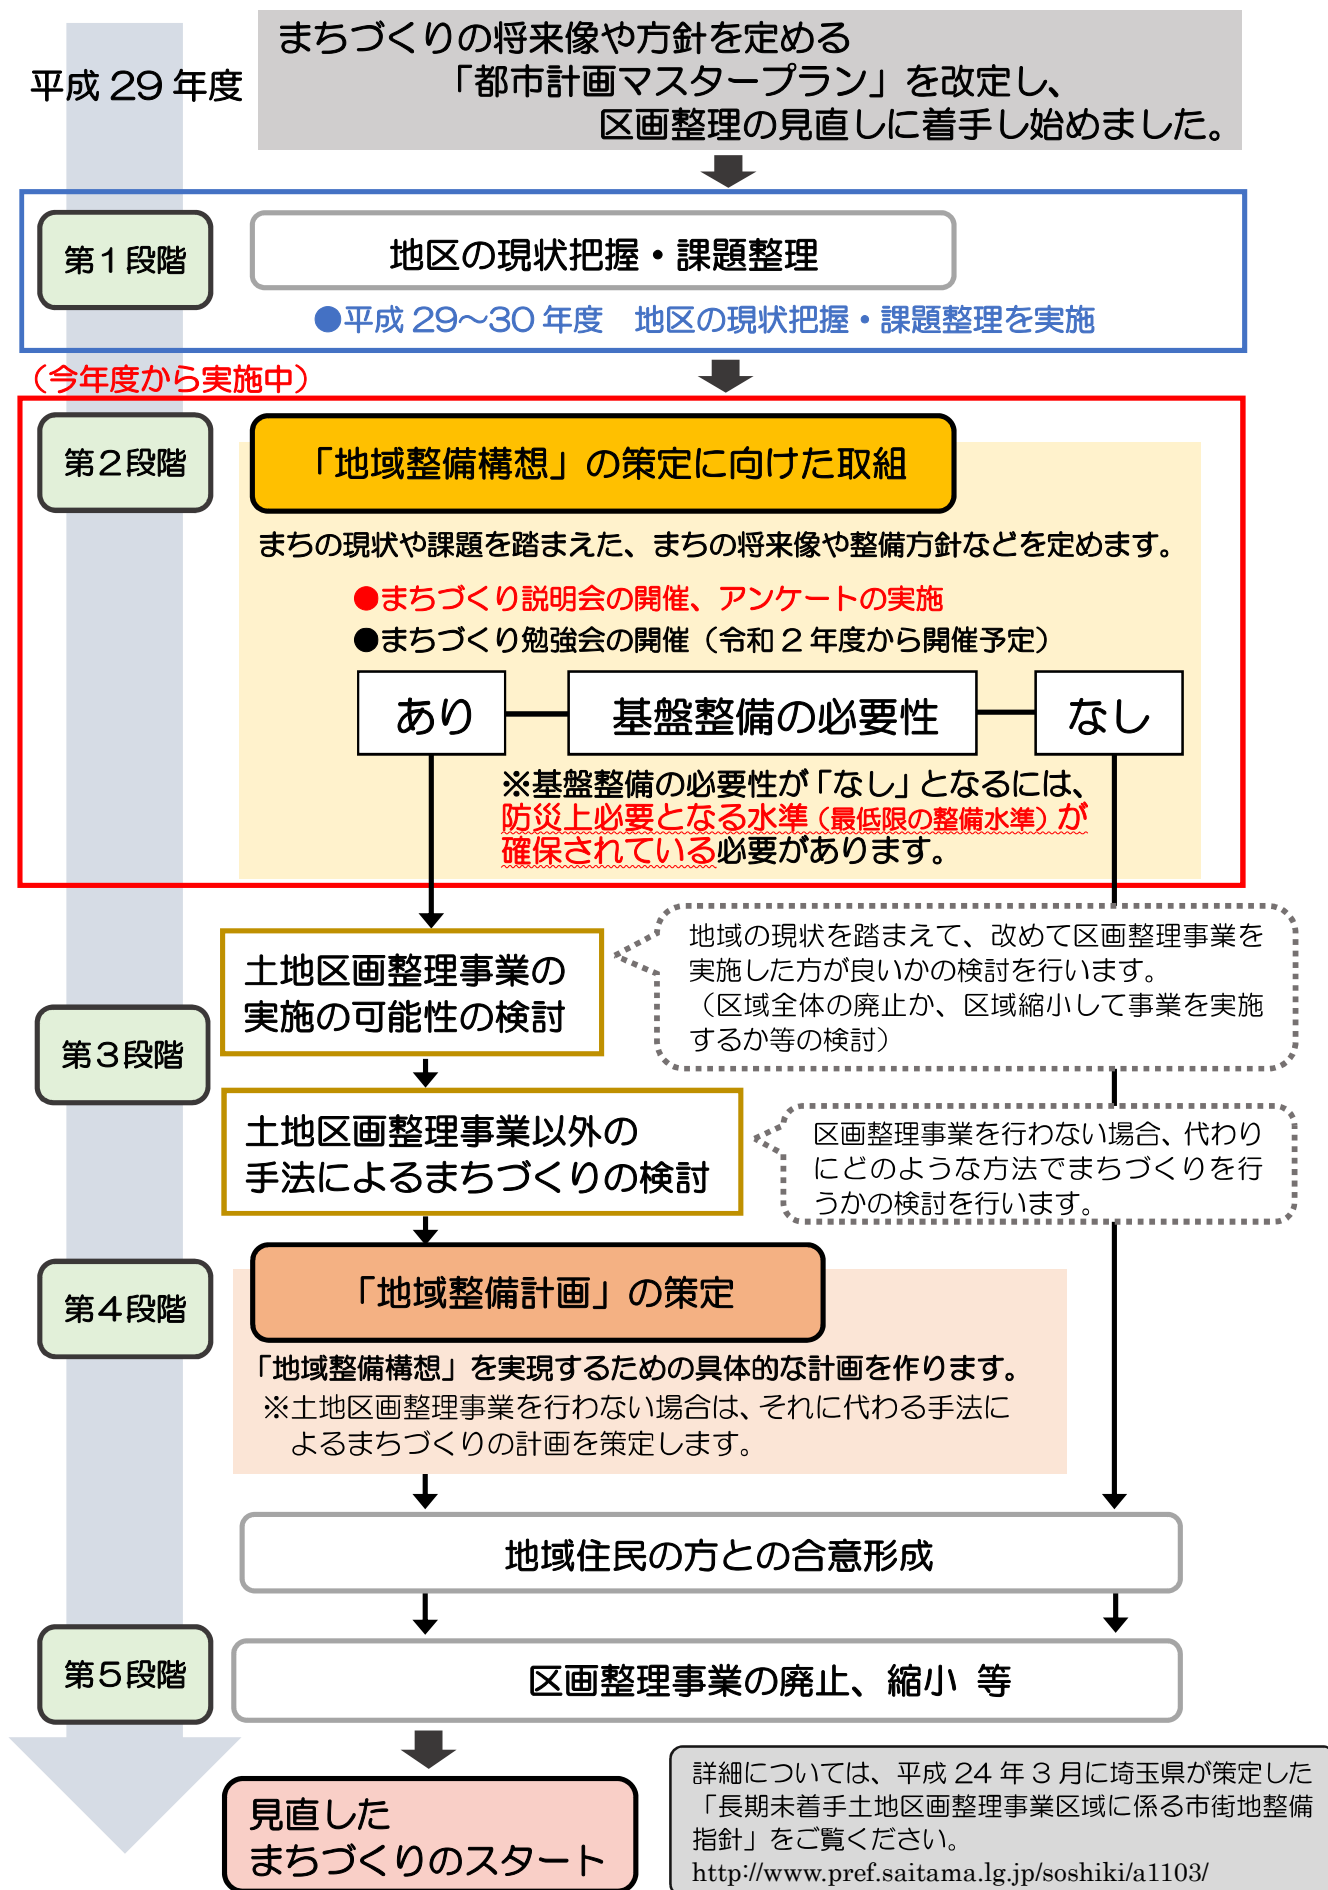 平成 29 年度
まちづくりの将来像や方針を定める
「都市計画マスタープラン」を改定し、
区画整理の見直しに着手し始めました。
第１段階
地区の現状把握・課題整理
●平成 29～30 年度　地区の現状把握・課題整理を実施
（今年度から実施中）
第２段階
「地域整備構想」の策定に向けた取組
まちの現状や課題を踏まえた、まちの将来像や整備方針などを定めます。
●まちづくり説明会の開催、アンケートの実施
●まちづくり勉強会の開催（令和 2 年度から開催予定）
あり
基盤整備の必要性
なし
※基盤整備の必要性が「なし」となるには、
防災上必要となる水準（最低限の整備水準）が
確保されている必要があります。
土地区画整理事業の
実施の可能性の検討
地域の現状を踏まえて、改めて区画整理事業を
実施した方が良いかの検討を行います。
（区域全体の廃止か、区域縮小して事業を実施
するか等の検討）
第３段階
土地区画整理事業以外の
手法によるまちづくりの検討
区画整理事業を行わない場合、代わり
にどのような方法でまちづくりを行
うかの検討を行います。
第４段階
「地域整備計画」の策定
「地域整備構想」を実現するための具体的な計画を作ります。
※土地区画整理事業を行わない場合は、それに代わる手法に
よるまちづくりの計画を策定します。
地域住民の方との合意形成
第５段階
区画整理事業の廃止、縮小 等
見直した
まちづくりのスタート
詳細については、平成 24 年 3 月に埼玉県が策定した
「長期未着手土地区画整理事業区域に係る市街地整備
指針」をご覧ください。
http://www.pref.saitama.lg.jp/soshiki/a1103/